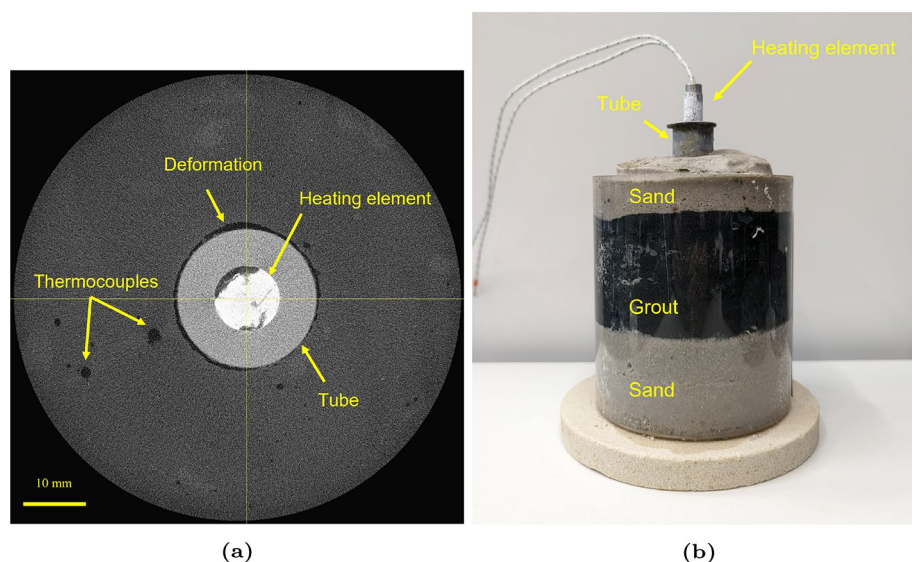 Deformation
Heating element
Thermocouples
Tube
10 mm
(a)
Heating element
Tube
Sand
Grout
Sand
(b)